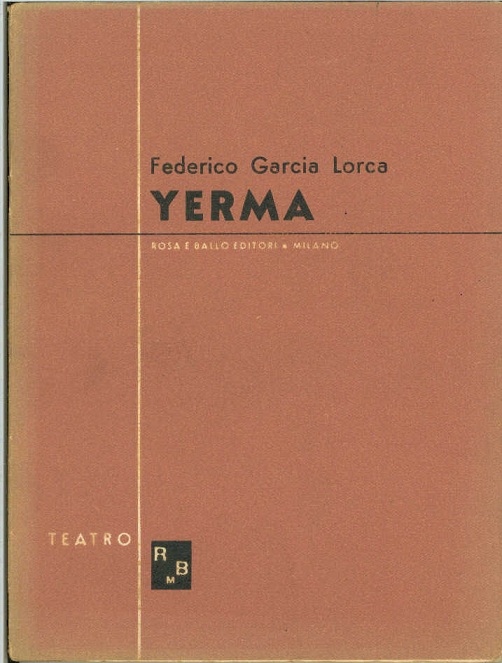 Federico Garcia Lorca
YERMA
ROSA E BALLO EDITORI • MILANO
TEATRO
R
B
M